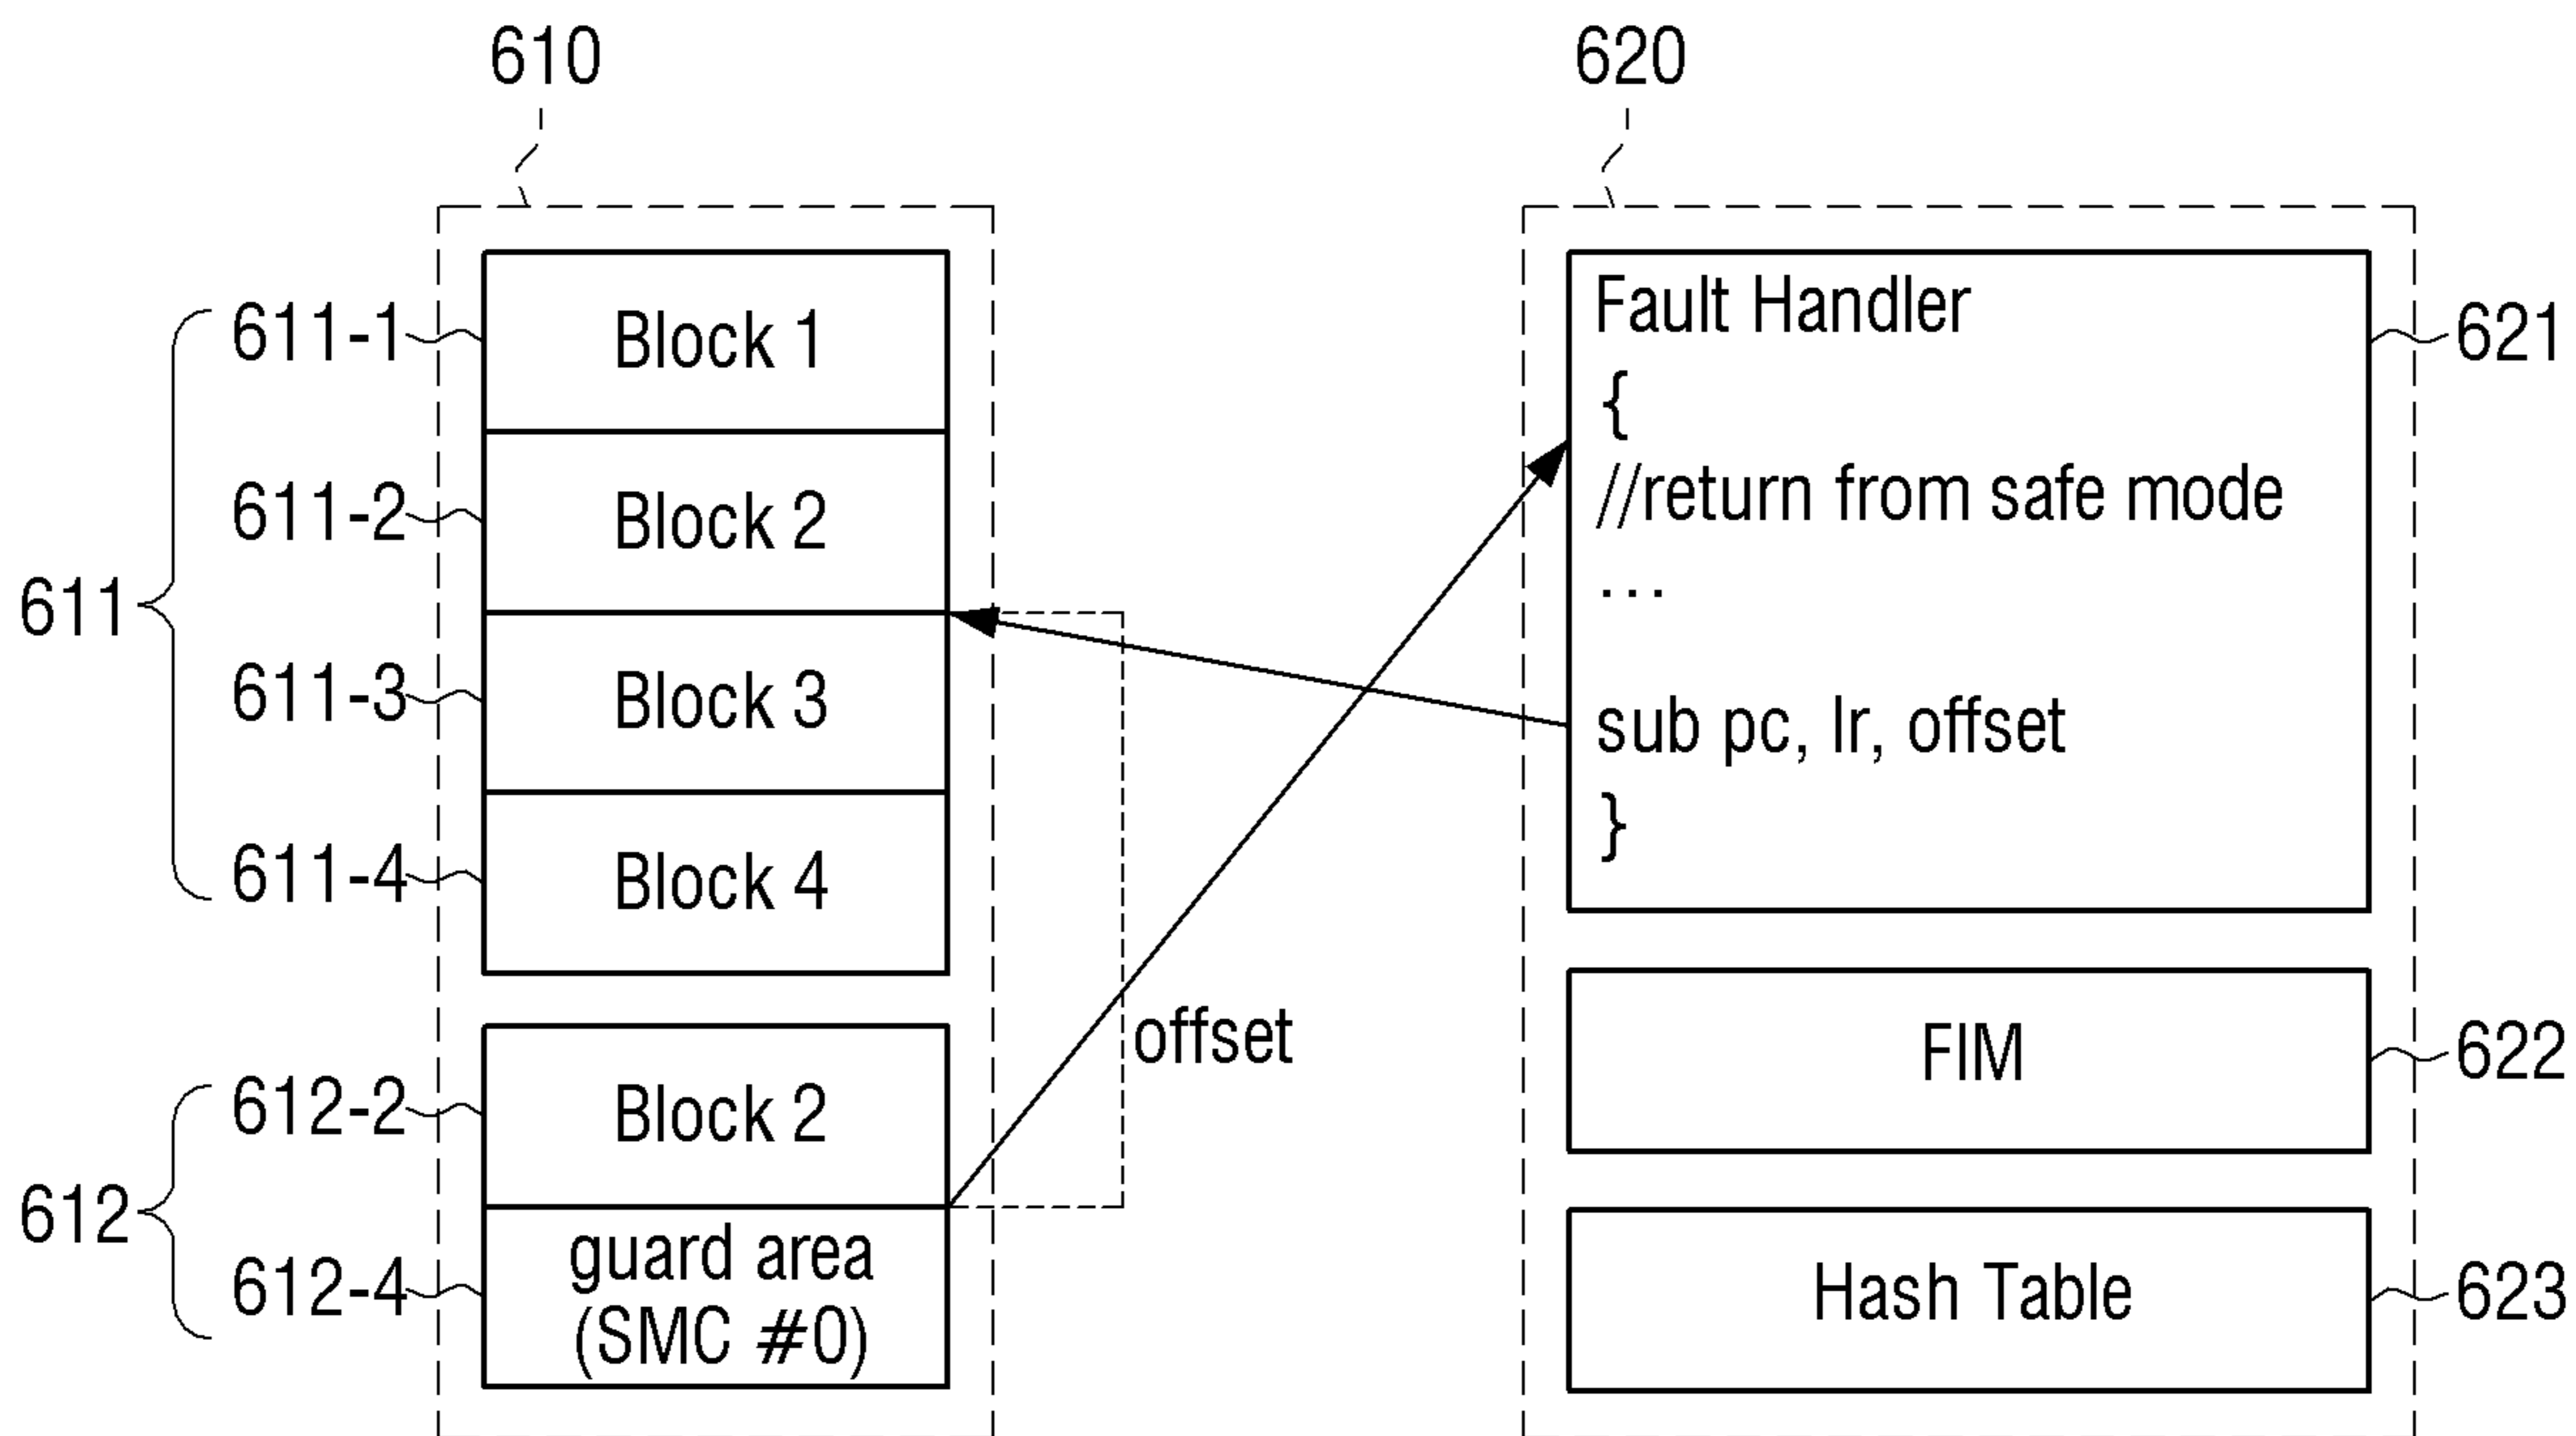 610
620
611
611-1
Block 1
611-2
Block 2
611-3
Block 3
611-4
Block 4
612
612-2
Block 2
612-4
guard area
(SMC #0)
offset
Fault Handler
{
//return from safe mode
...
sub pc, lr, offset
}
621
FIM
622
Hash Table
623